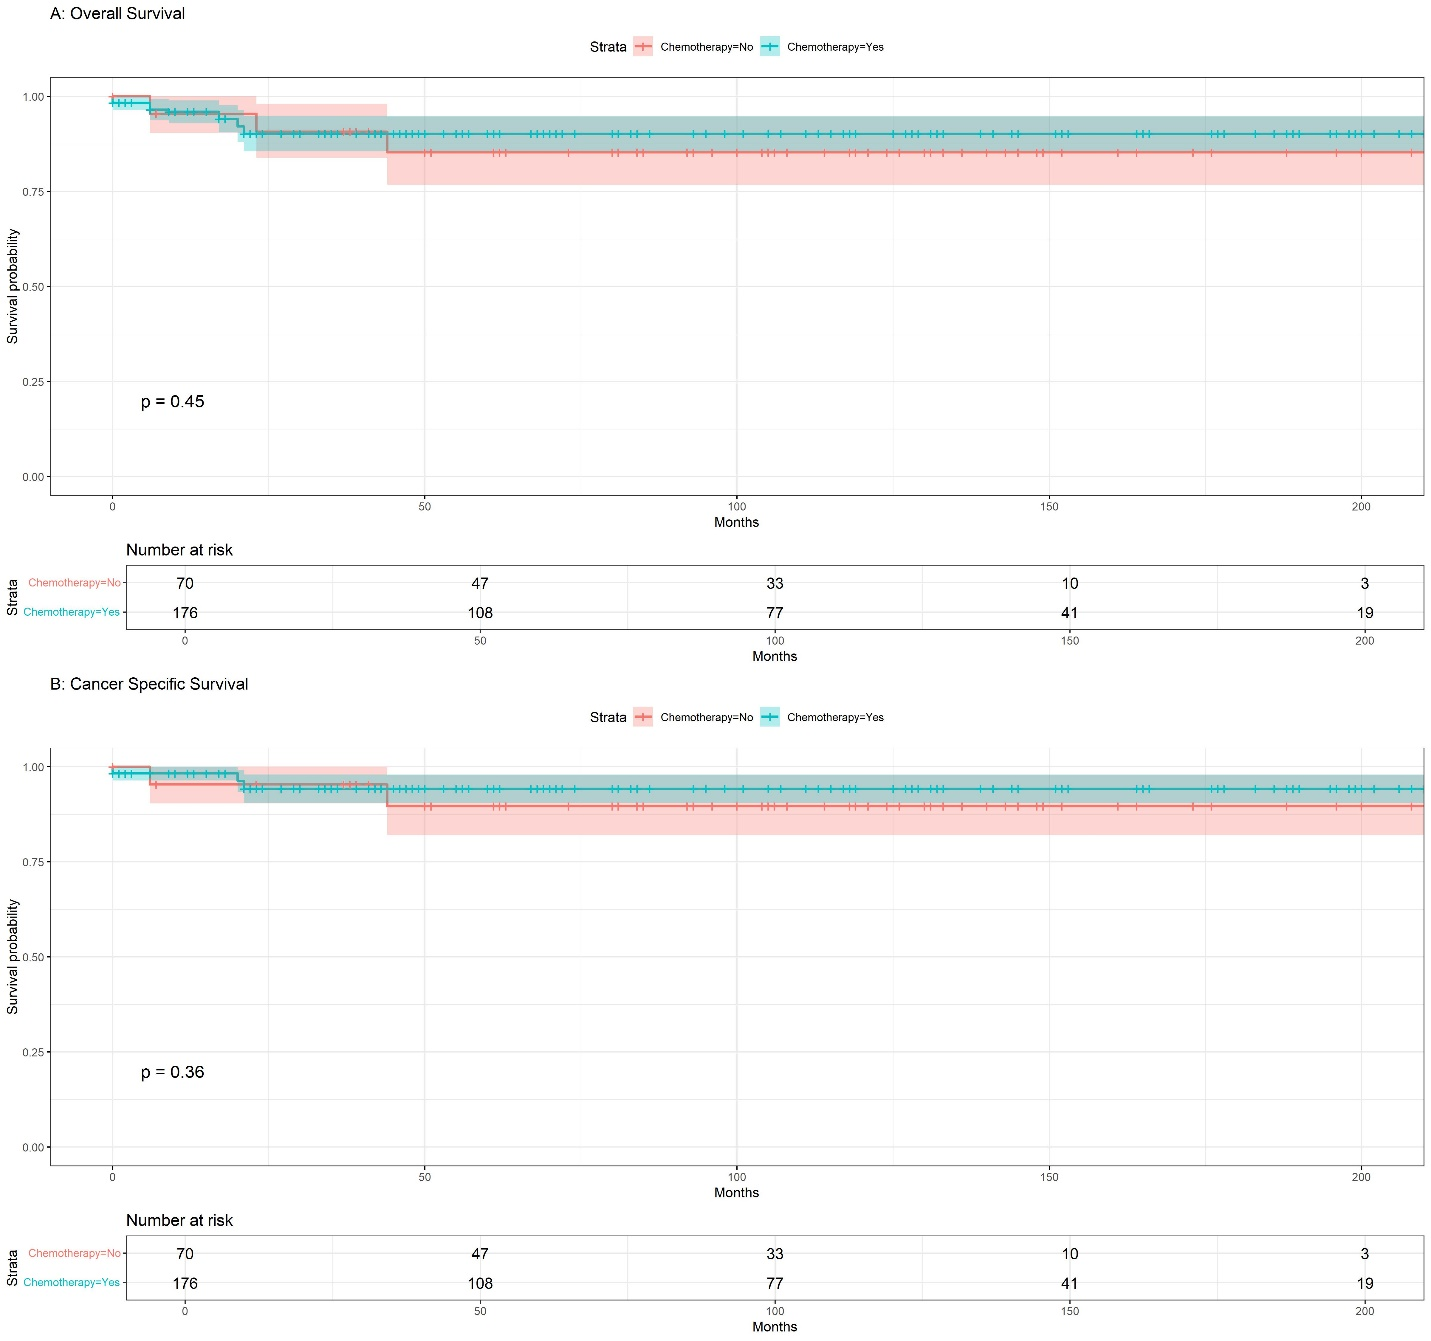 A: Overall Survival
Strata Chemotherapy=No Chemotherapy=Yes
1.00
0.75
0.50
0.25
0.00
Survival probability
p = 0.45
0 50 100 150 200
Months
Number at risk
Strata
Chemotherapy=No 70 47 33 10 3
Chemotherapy=Yes 176 108 77 41 19
0 50 100 150 200
Months
B: Cancer Specific Survival
Strata Chemotherapy=No Chemotherapy=Yes
1.00
0.75
0.50
0.25
0.00
Survival probability
p = 0.36
0 50 100 150 200
Months
Number at risk
Strata
Chemotherapy=No 70 47 33 10 3
Chemotherapy=Yes 176 108 77 41 19
0 50 100 150 200
Months